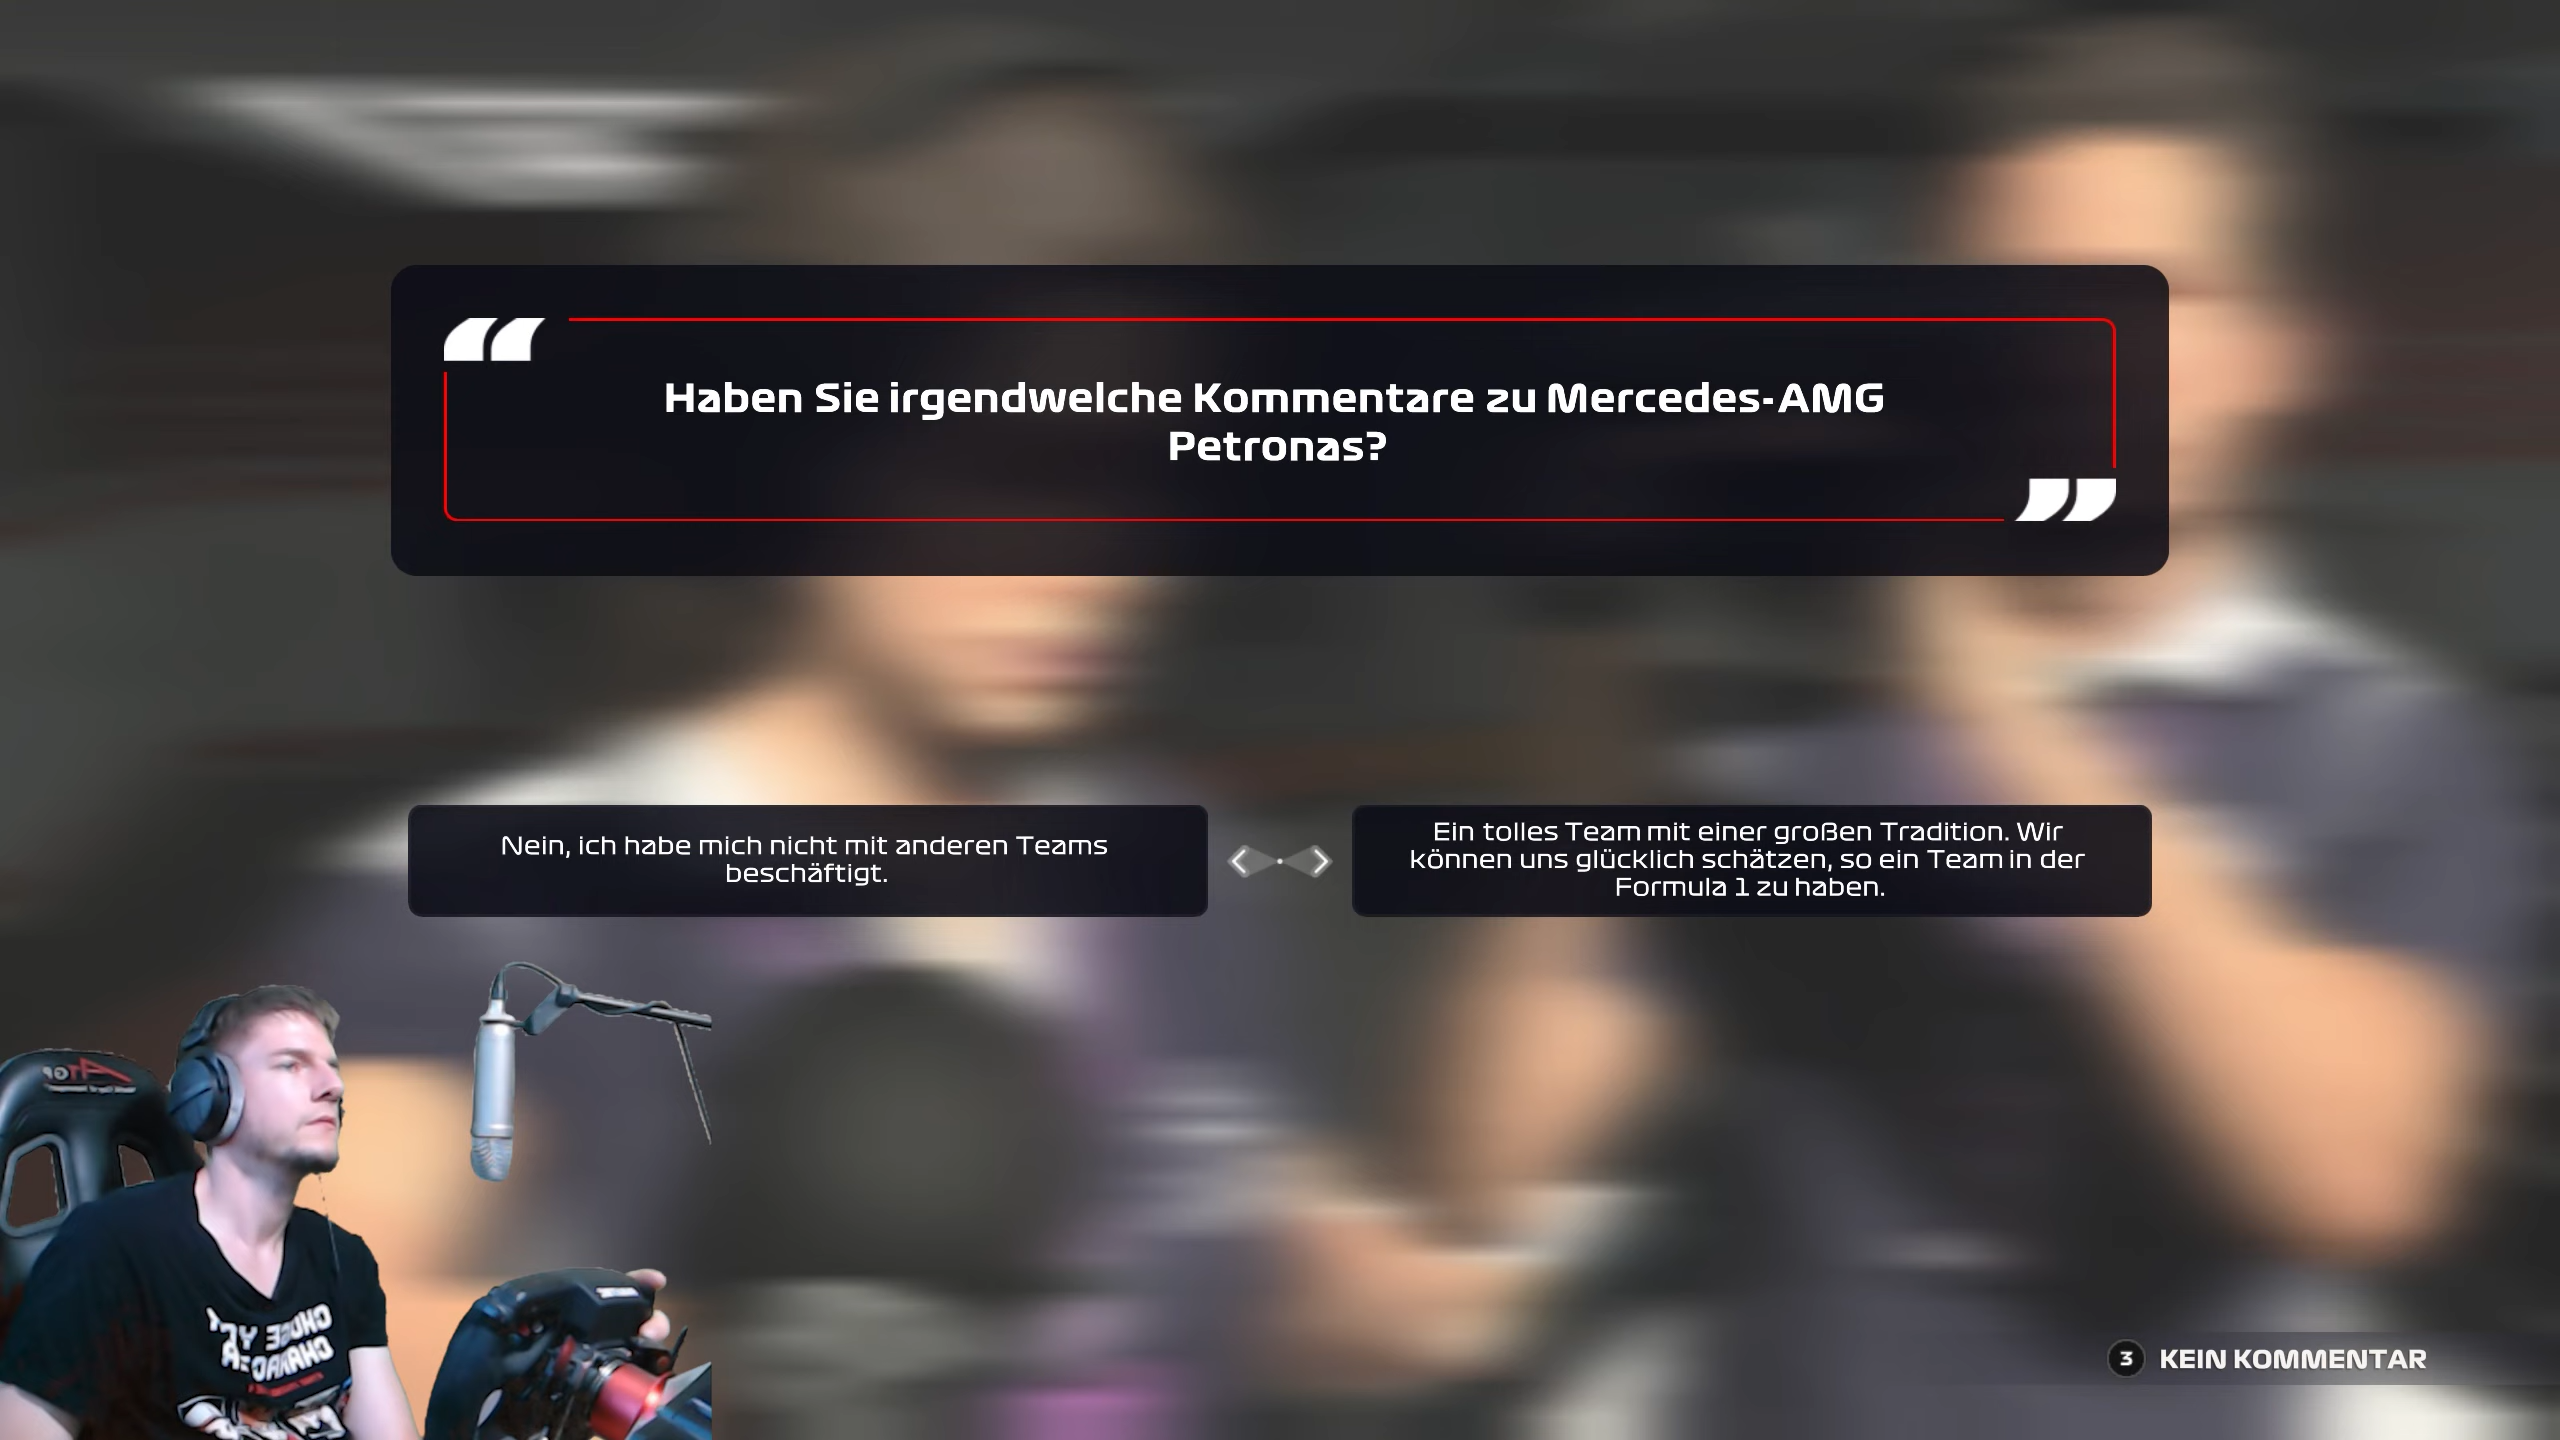 Haben Sie irgendwelche Kommentare zu Mercedes-AMG
Petronas?
Nein, ich habe mich nicht mit anderen Teams
beschäftigt.
Ein tolles Team mit einer großen Tradition. Wir
können uns glücklich schätzen, so ein Team in der
Formula 1 zu haben.
3 KEIN KOMMENTAR